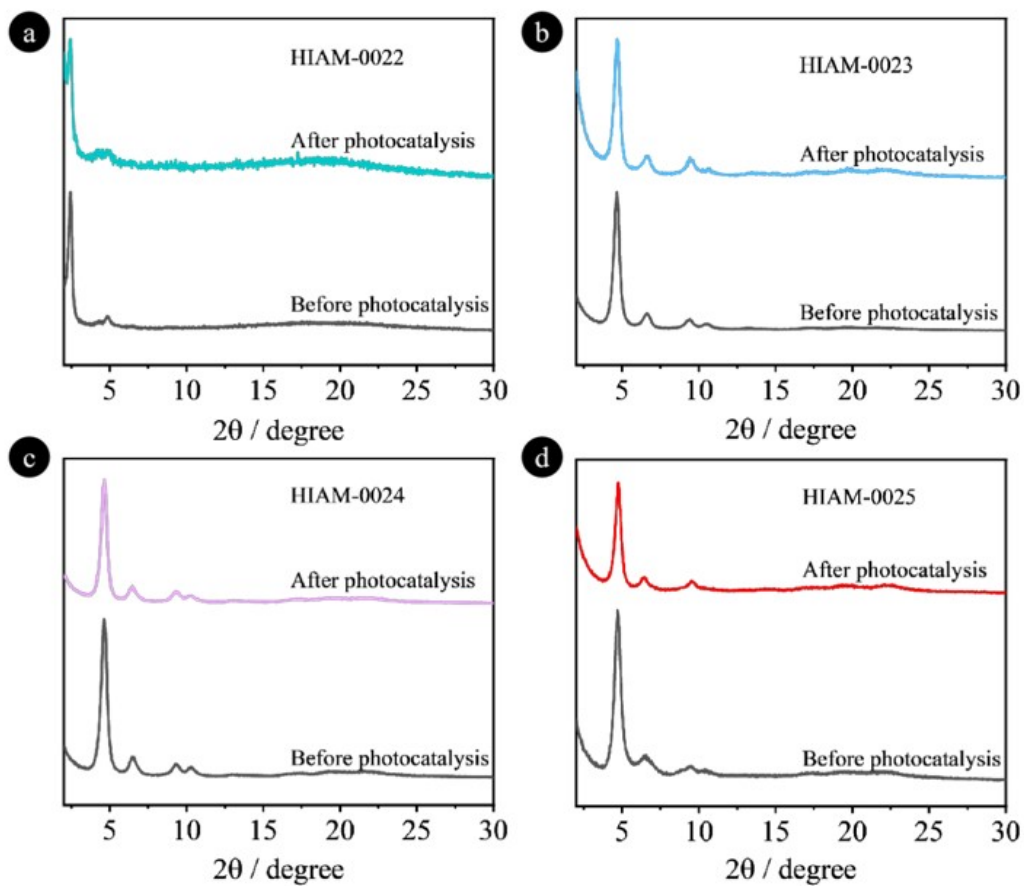 a
HIAM-0022
After photocatalysis
Before photocatalysis
5 10 15 20 25 30
2θ / degree
b
HIAM-0023
After photocatalysis
Before photocatalysis
5 10 15 20 25 30
2θ / degree
c
HIAM-0024
After photocatalysis
Before photocatalysis
5 10 15 20 25 30
2θ / degree
d
HIAM-0025
After photocatalysis
Before photocatalysis
5 10 15 20 25 30
2θ / degree